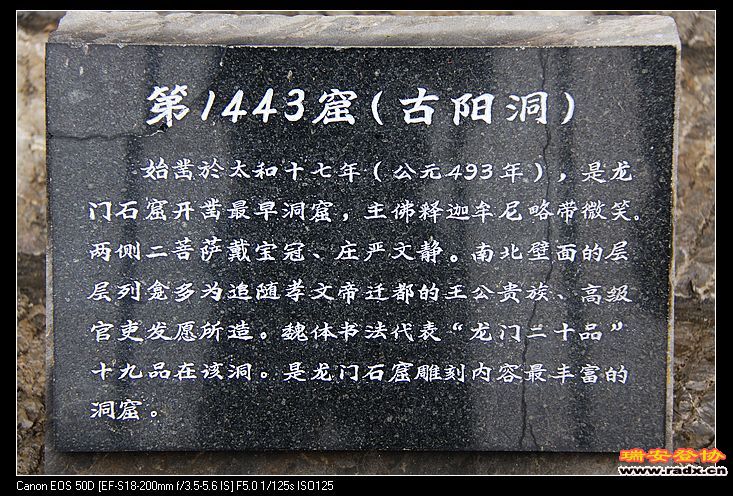 第1443窟(古阳洞)
始凿於太和十七年(公元493年),是龙
门石窟开凿最早洞窟,主佛释迦牟尼略带微笑。
两侧二菩萨戴宝冠、庄严文静。南北壁面的层
层列龛多为追随孝文帝迁都的王公贵族、高级
官吏发愿所造。魏体书法代表“龙门二十品”
十九品在该洞。是龙门石窟雕刻内容最丰富的
洞窟。
瑞安登协
www.radx.cn
Canon EOS 50D [EF-S18-200mm f/3.5-5.6 IS] F5.0 1/125s ISO125